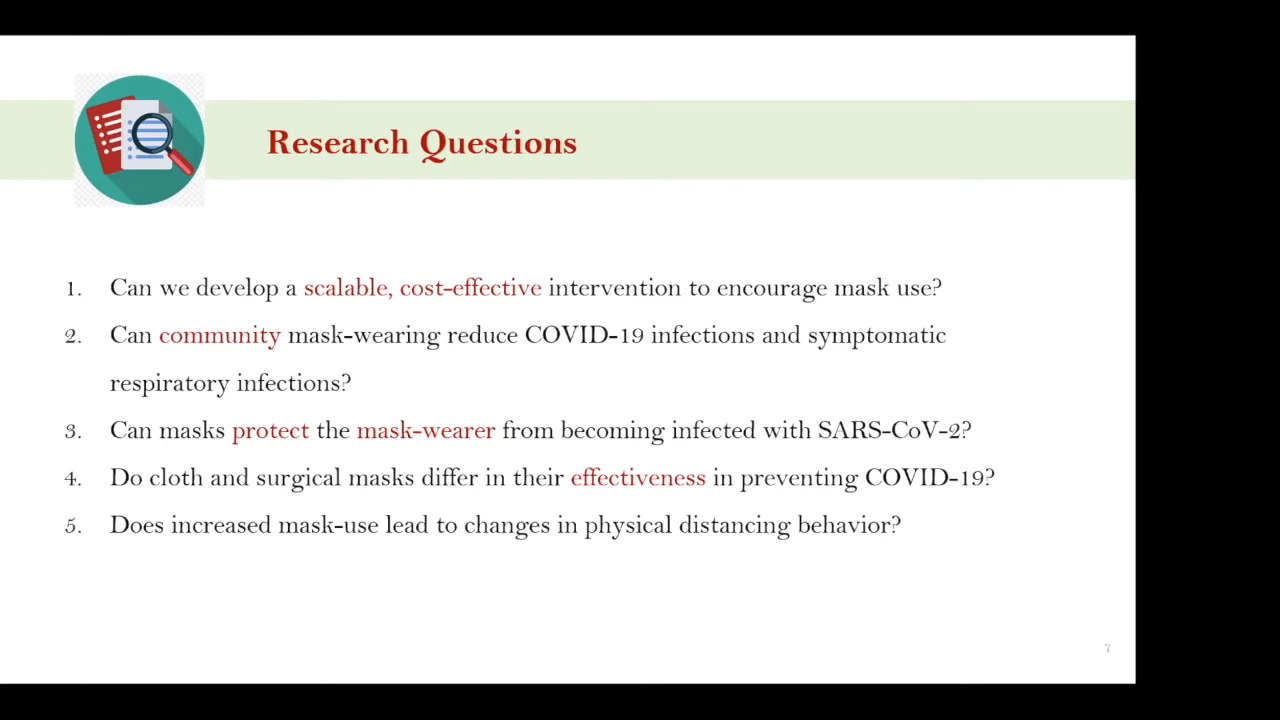 Research Questions
1. Can we develop a scalable, cost-effective intervention to encourage mask use?
2. Can community mask-wearing reduce COVID-19 infections and symptomatic
respiratory infections?
3. Can masks protect the mask-wearer from becoming infected with SARS-CoV-2?
4. Do cloth and surgical masks differ in their effectiveness in preventing COVID-19?
5. Does increased mask-use lead to changes in physical distancing behavior?
7